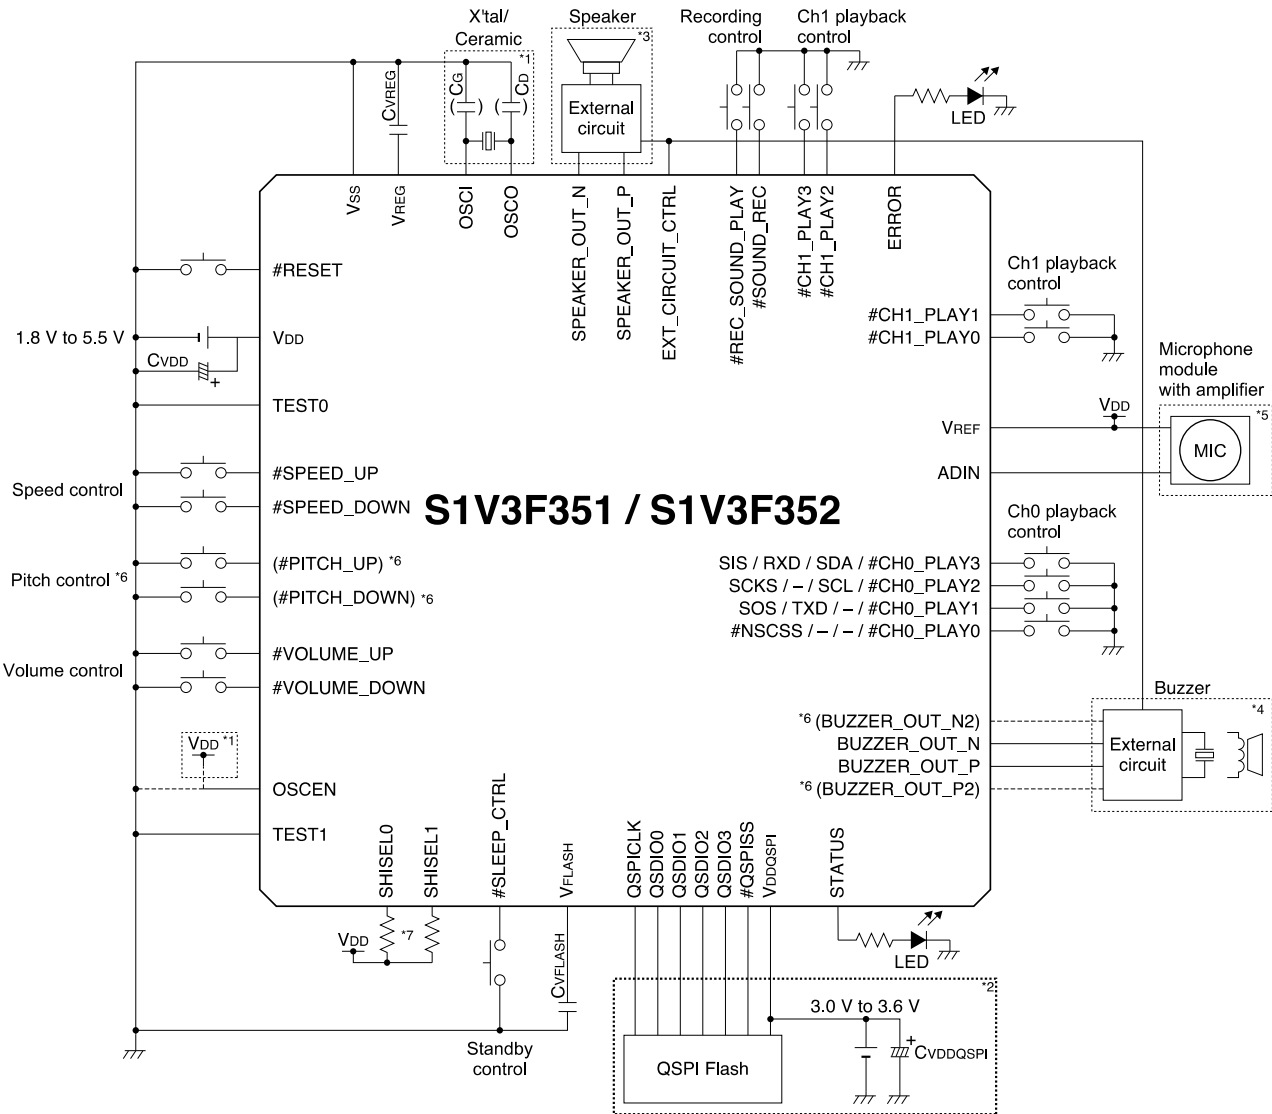 X'tal/
Ceramic
*1
CG
( )
CD
( )
CVREG
Speaker
*3
External
circuit
Recording
control
Ch1 playback
control
LED
VSS
VREG
OSCI
OSCO
SPEAKER_OUT_N
SPEAKER_OUT_P
EXT_CIRCUIT_CTRL
#REC_SOUND_PLAY
#SOUND_REC
#CH1_PLAY3
#CH1_PLAY2
ERROR
#RESET
1.8 V to 5.5 V
VDD
CVDD
+
TEST0
Speed control
#SPEED_UP
#SPEED_DOWN
Pitch control *6
(#PITCH_UP) *6
(#PITCH_DOWN) *6
Volume control
#VOLUME_UP
#VOLUME_DOWN
VDD *1
OSCEN
TEST1
S1V3F351 / S1V3F352
Ch1 playback
control
#CH1_PLAY1
#CH1_PLAY0
Microphone
module
with amplifier
*5
MIC
VDD
VREF
ADIN
Ch0 playback
control
SIS / RXD / SDA / #CH0_PLAY3
SCKS / – / SCL / #CH0_PLAY2
SOS / TXD / – / #CH0_PLAY1
#NSCSS / – / – / #CH0_PLAY0
Buzzer
*4
External
circuit
*6 (BUZZER_OUT_N2)
BUZZER_OUT_N
BUZZER_OUT_P
*6 (BUZZER_OUT_P2)
SHISEL0
SHISEL1
#SLEEP_CTRL
VFLASH
QSPICLK
QSDIO0
QSDIO1
QSDIO2
QSDIO3
#QSPISS
VDDQSPI
STATUS
VDD
*7
CVFLASH
LED
Standby
control
*2
3.0 V to 3.6 V
QSPI Flash
+
CVDDQSPI